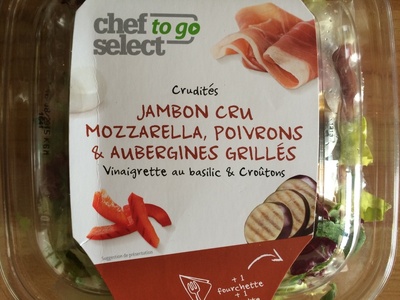 chef to go
select
Crudités
JAMBON CRU
MOZZARELLA, POIVRONS
& AUBERGINES GRILLÉS
Vinaigrette au basilic & Croûtons
Suggestion de présentation
+ 1
fourchette
+ 1